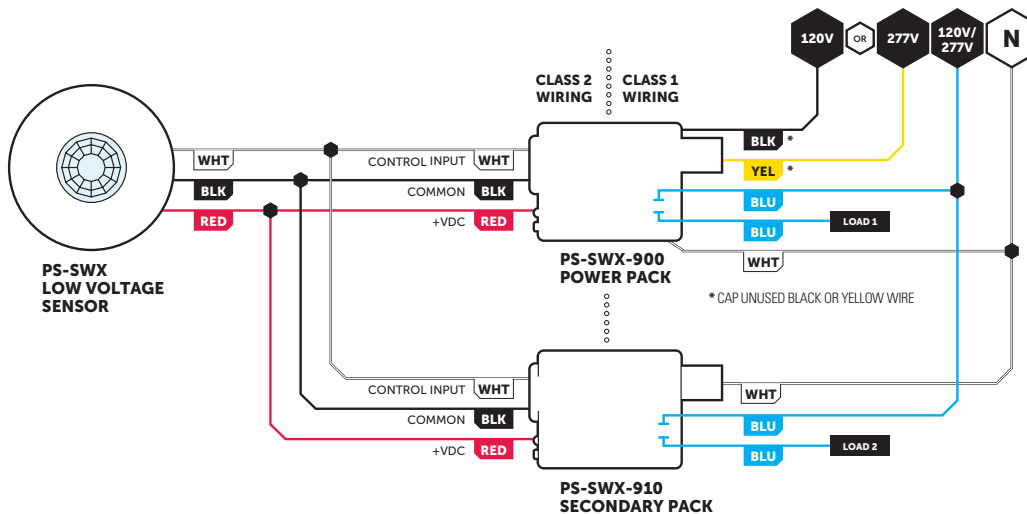 120V
OR
277V
120V/
277V
N
CLASS 2
WIRING
CLASS 1
WIRING
BLK *
WHT
CONTROL INPUT WHT
YEL *
BLK
COMMON BLK
BLU
RED
+VDC RED
BLU
LOAD 1
PS-SWX
LOW VOLTAGE
SENSOR
PS-SWX-900
POWER PACK
WHT
* CAP UNUSED BLACK OR YELLOW WIRE
CONTROL INPUT WHT
WHT
COMMON BLK
BLU
+VDC RED
BLU
LOAD 2
PS-SWX-910
SECONDARY PACK